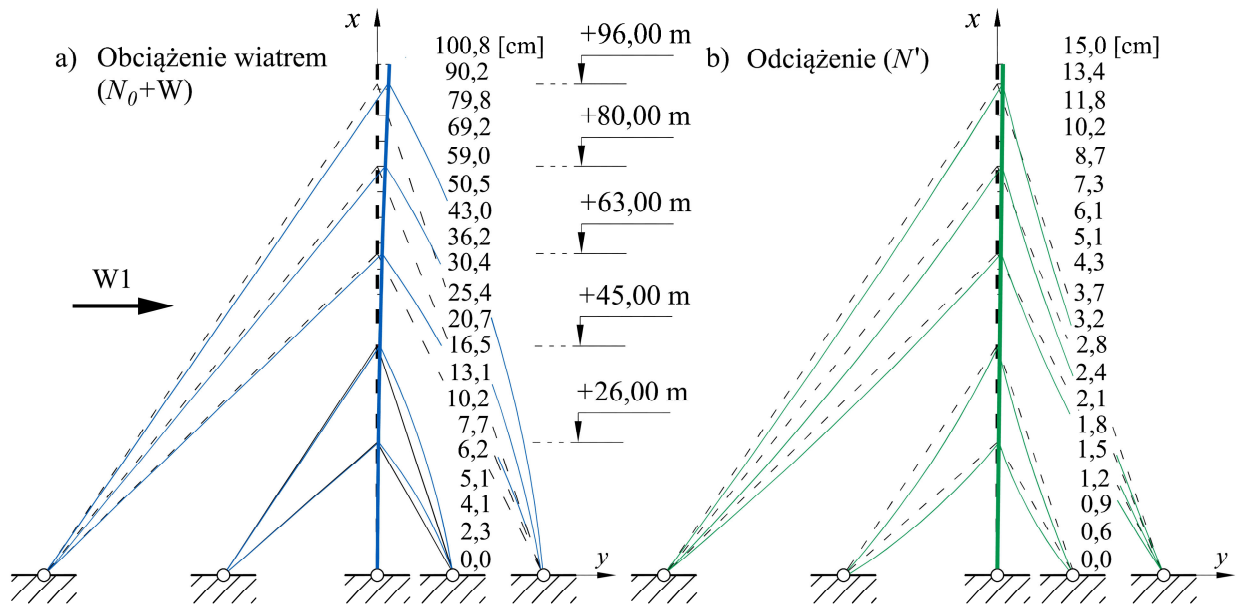 x
a) Obciążenie wiatrem
(N₀+W)
100,8 [cm]
90,2
79,8
69,2
59,0
50,5
43,0
36,2
30,4
25,4
20,7
16,5
13,1
10,2
7,7
6,2
5,1
4,1
2,3
0,0
+96,00 m
+80,00 m
+63,00 m
+45,00 m
+26,00 m
W1
y
x
b) Odciążenie (N')
15,0 [cm]
13,4
11,8
10,2
8,7
7,3
6,1
5,1
4,3
3,7
3,2
2,8
2,4
2,1
1,8
1,5
1,2
0,9
0,6
0,0
y